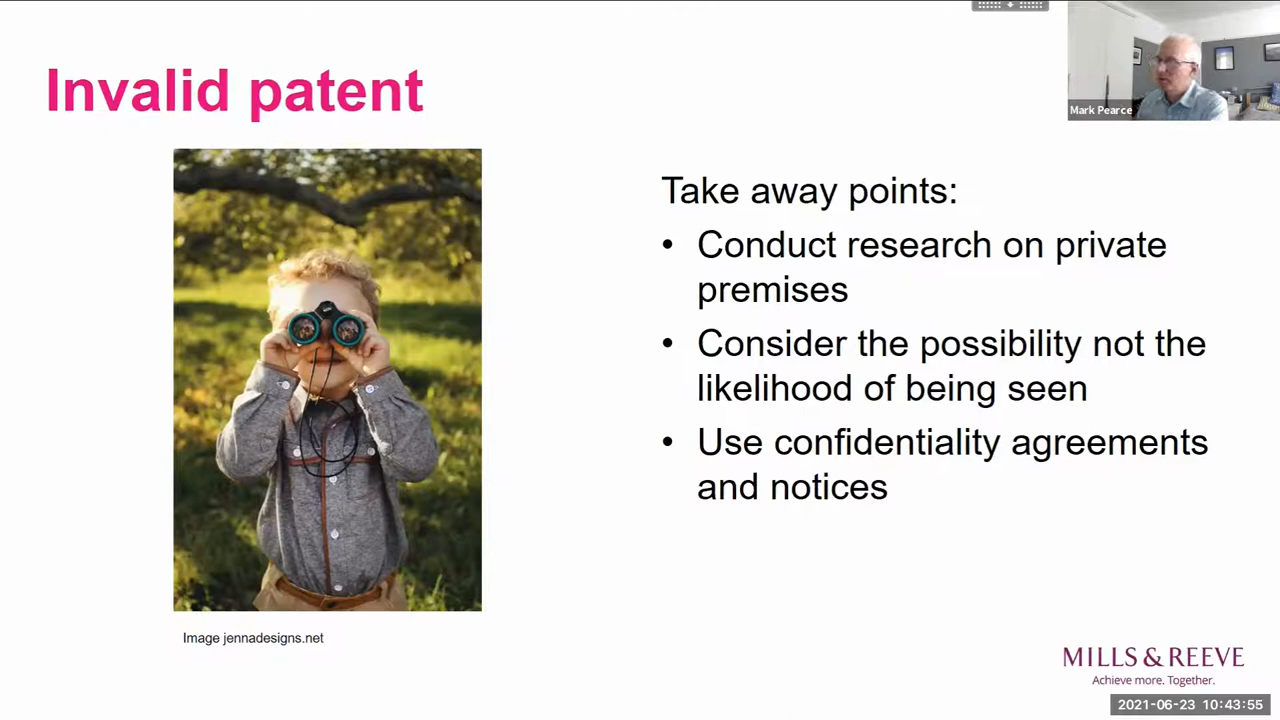 Invalid patent
Mark Pearce
Take away points:
• Conduct research on private
premises
• Consider the possibility not the
likelihood of being seen
• Use confidentiality agreements
and notices
Image jennadesigns.net
MILLS & REEVE
Achieve more. Together.
2021-06-23 10:43:55